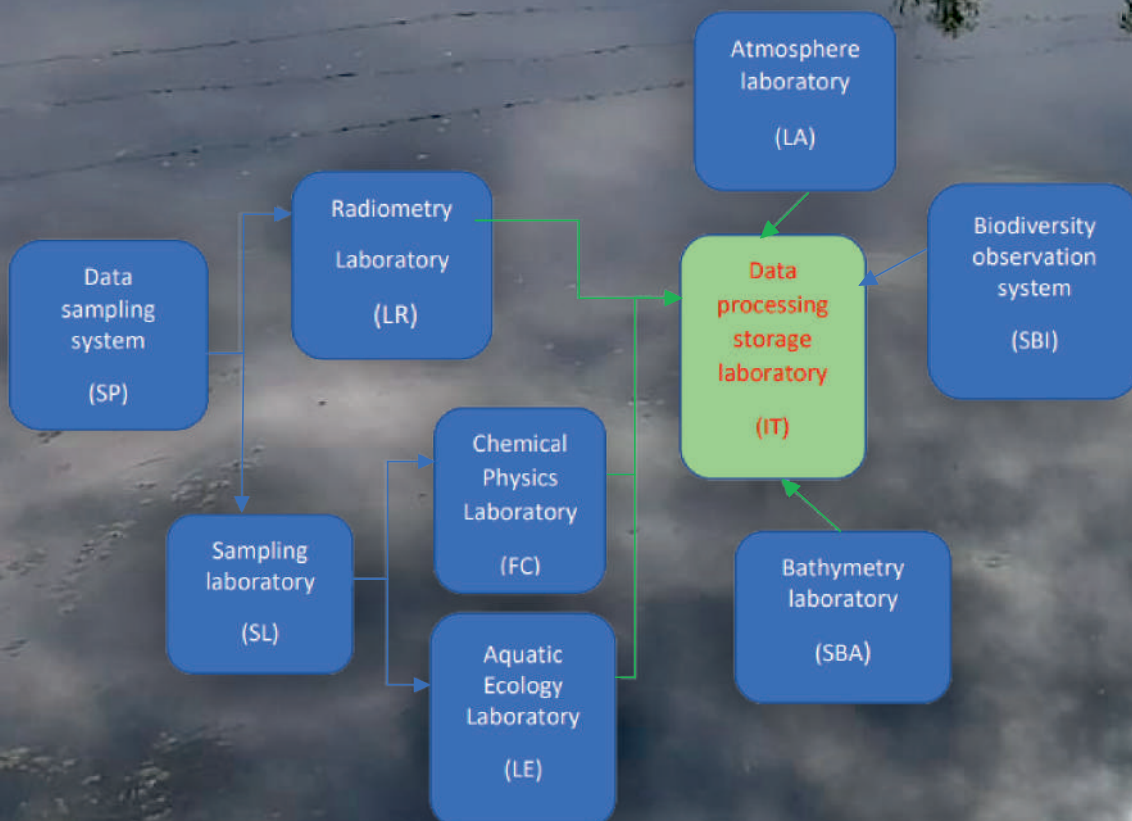 Atmosphere
laboratory
(LA)
Radiometry
Laboratory
(LR)
Data
sampling
system
(SP)
Data
processing
storage
laboratory
(IT)
Biodiversity
observation
system
(SBI)
Chemical
Physics
Laboratory
(FC)
Sampling
laboratory
(SL)
Aquatic
Ecology
Laboratory
(LE)
Bathymetry
laboratory
(SBA)